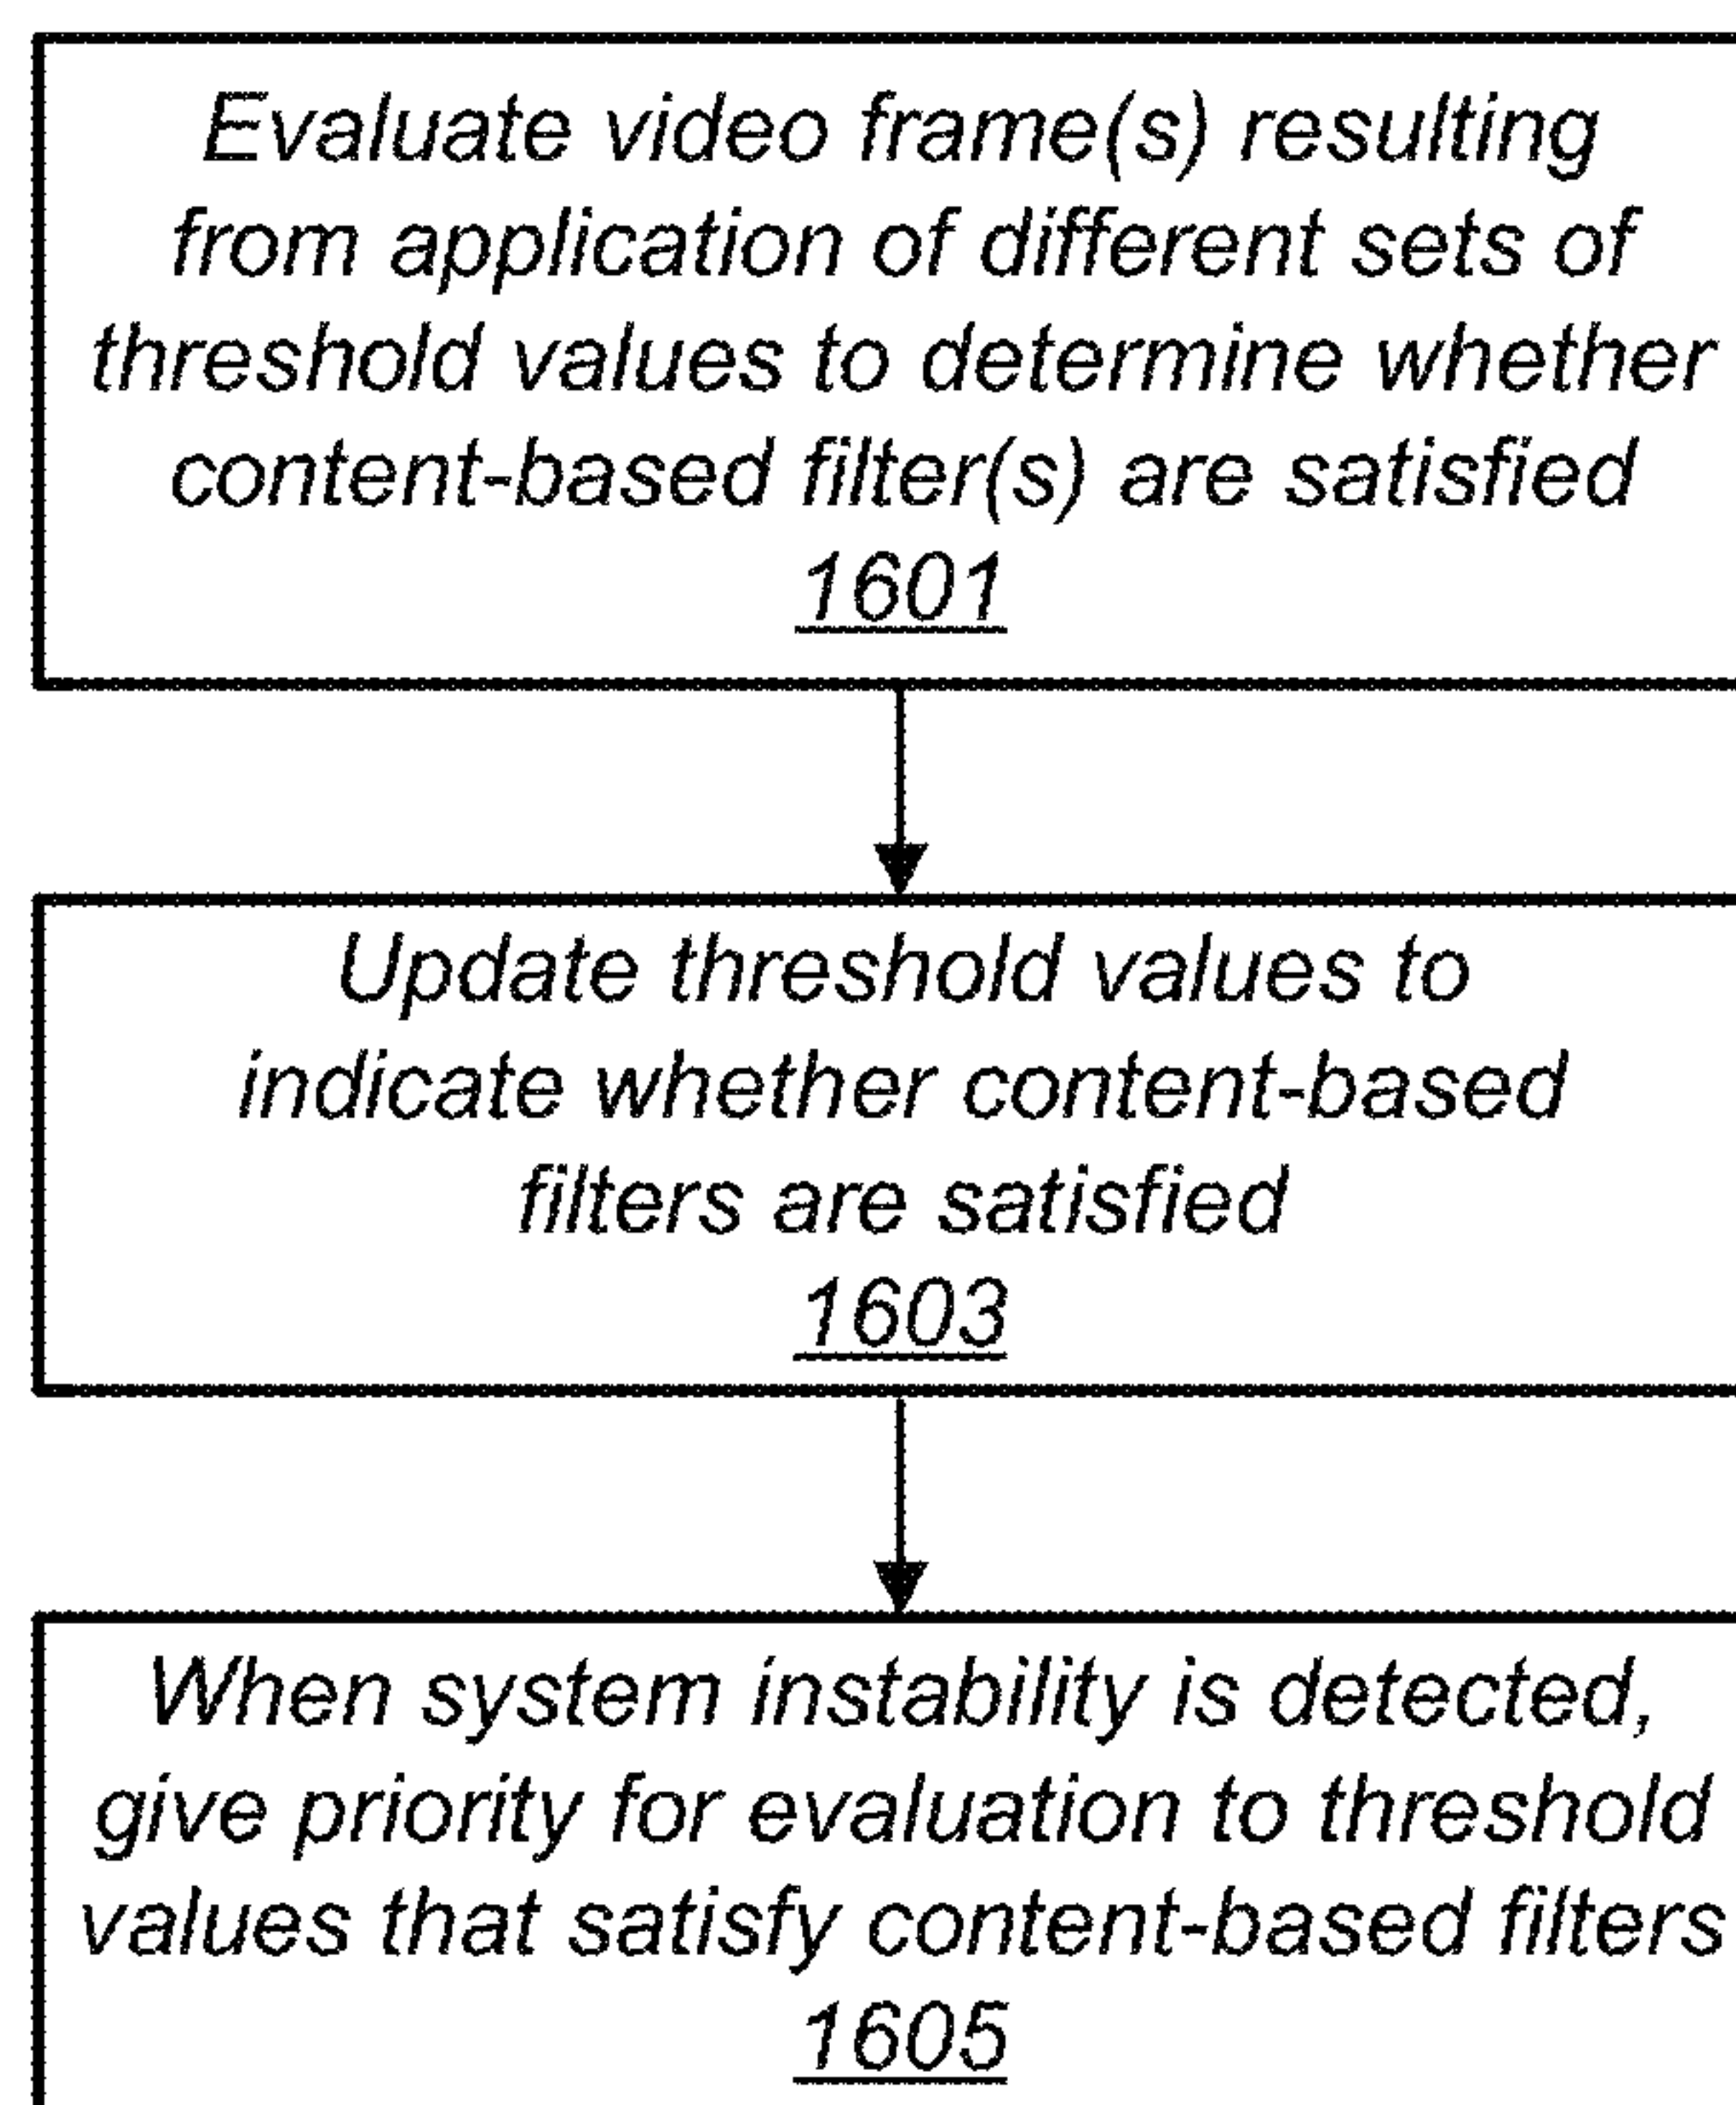 Evaluate video frame(s) resulting
from application of different sets of
threshold values to determine whether
content-based filter(s) are satisfied
1601
Update threshold values to
indicate whether content-based
filters are satisfied
1603
When system instability is detected,
give priority for evaluation to threshold
values that satisfy content-based filters
1605